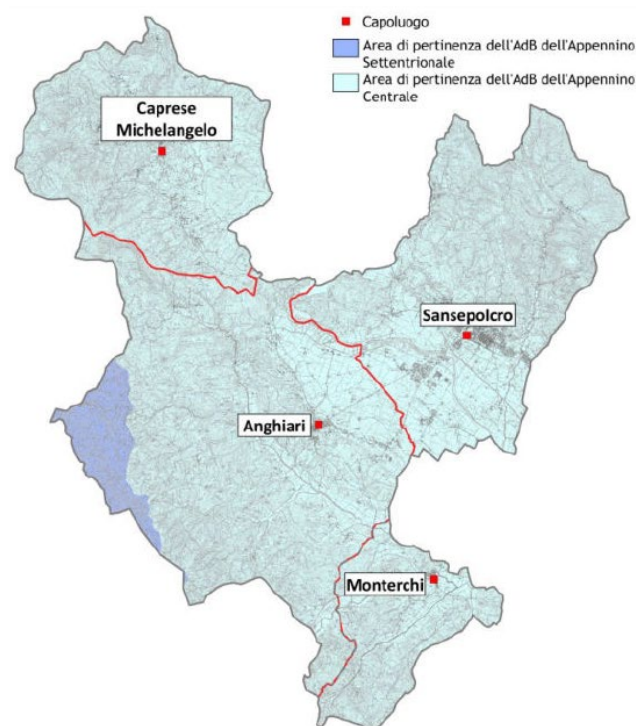 Capoluogo
Area di pertinenza dell'AdB dell'Appennino
Settentrionale
Area di pertinenza dell'AdB dell'Appennino
Centrale
Caprese
Michelangelo
Sansepolcro
Anghiari
Monterchi